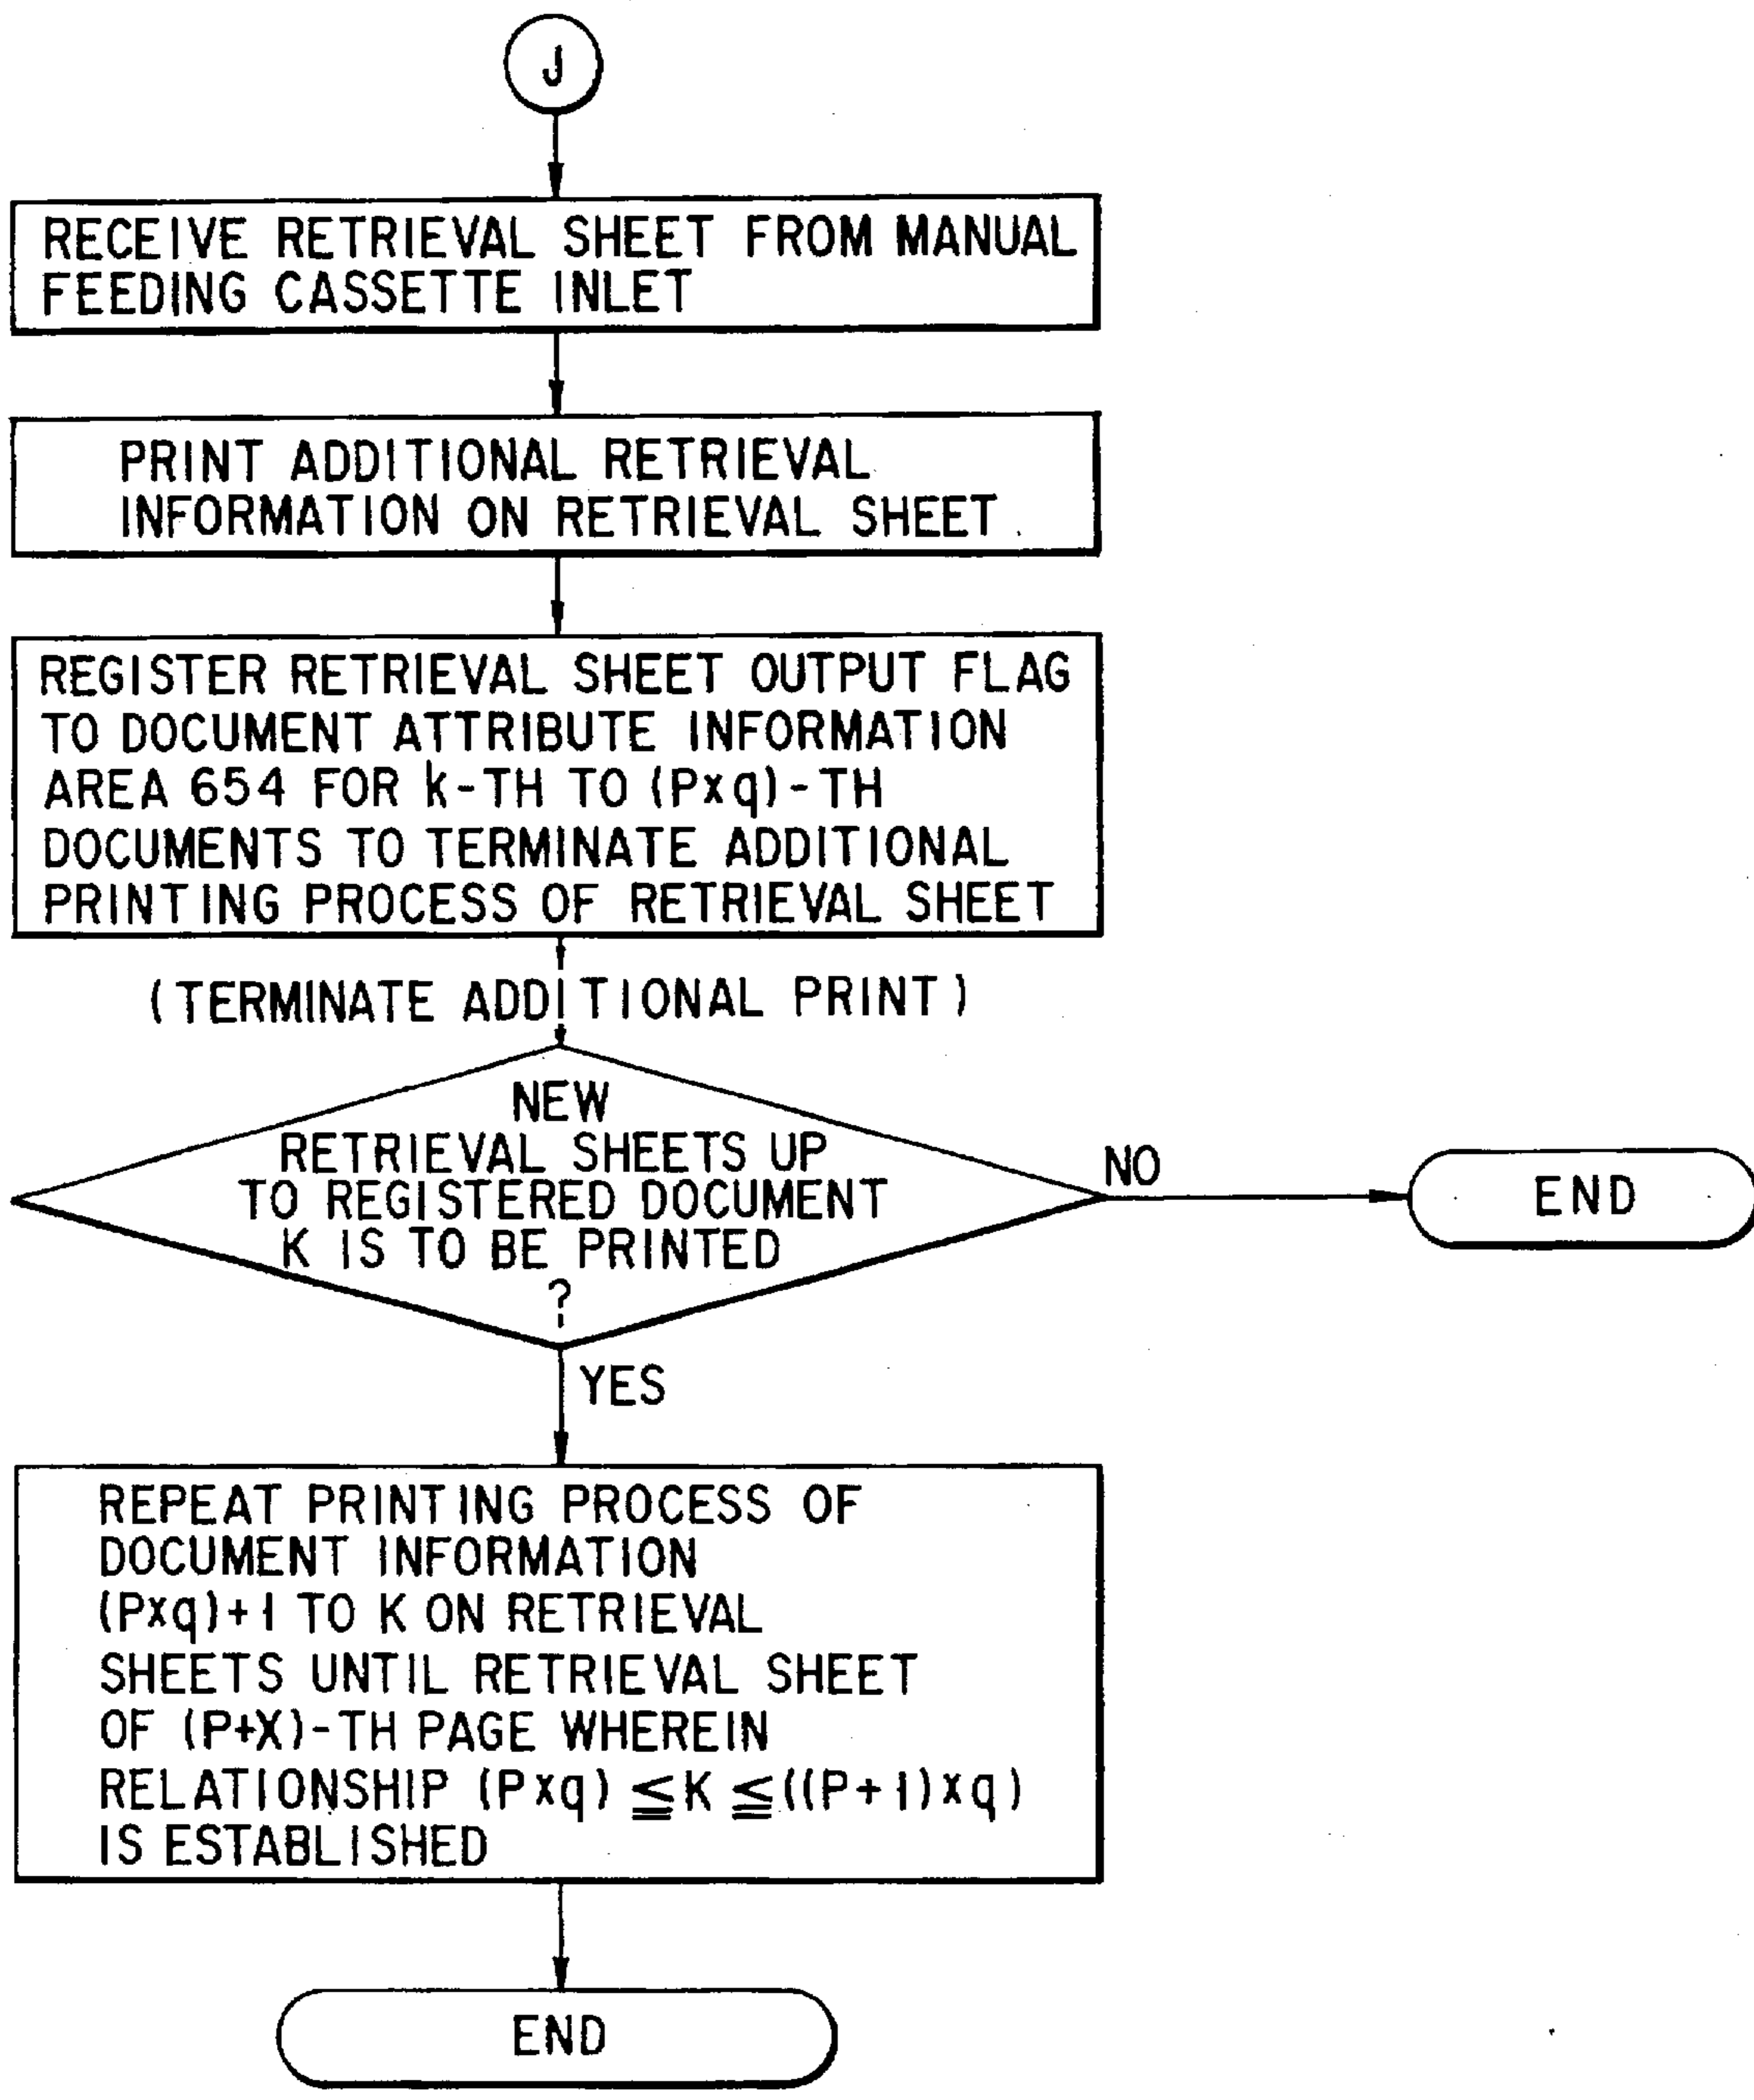 J
RECEIVE RETRIEVAL SHEET FROM MANUAL
FEEDING CASSETTE INLET
PRINT ADDITIONAL RETRIEVAL
INFORMATION ON RETRIEVAL SHEET
REGISTER RETRIEVAL SHEET OUTPUT FLAG
TO DOCUMENT ATTRIBUTE INFORMATION
AREA 654 FOR k-TH TO (P×q)-TH
DOCUMENTS TO TERMINATE ADDITIONAL
PRINTING PROCESS OF RETRIEVAL SHEET
(TERMINATE ADDITIONAL PRINT)
NEW
RETRIEVAL SHEETS UP
TO REGISTERED DOCUMENT
K IS TO BE PRINTED
?
NO
END
YES
REPEAT PRINTING PROCESS OF
DOCUMENT INFORMATION
(P×q)+1 TO K ON RETRIEVAL
SHEETS UNTIL RETRIEVAL SHEET
OF (P+X)-TH PAGE WHEREIN
RELATIONSHIP (P×q) ≦ K ≦ ((P+1)×q)
IS ESTABLISHED
END